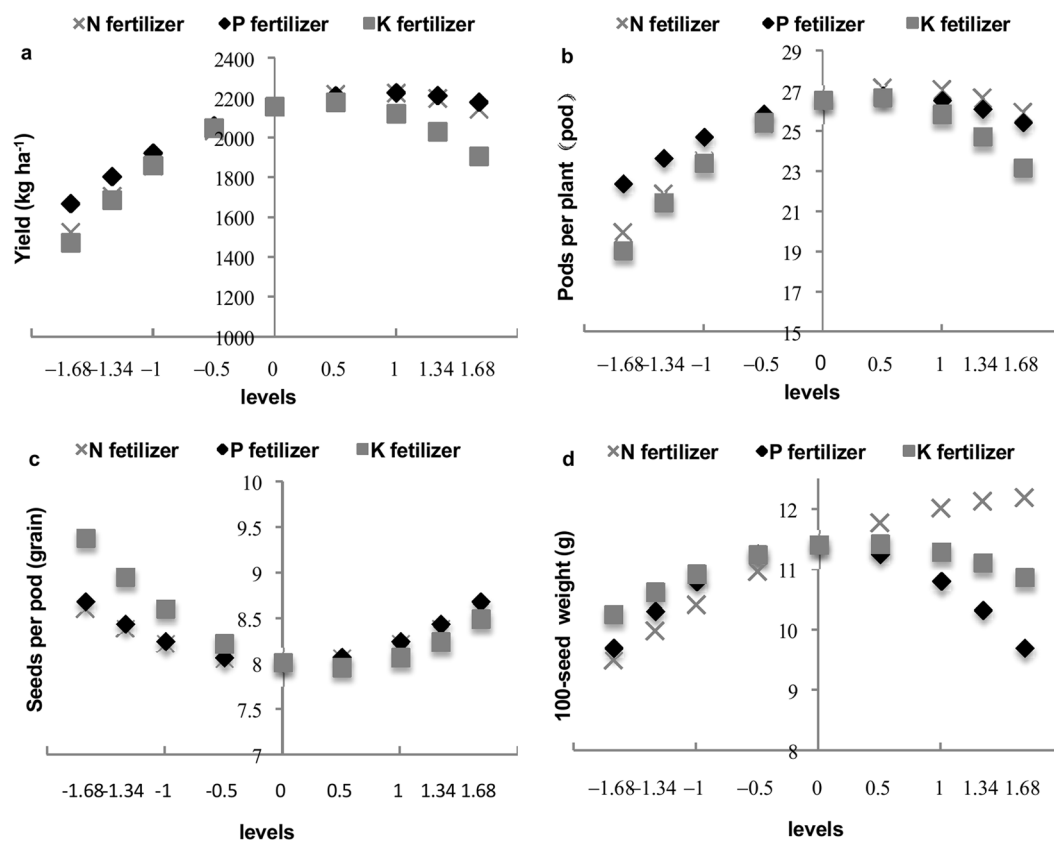 N fertilizer P fertilizer K fertilizer
a
Yield (kg ha-1)
2400
2200
2000
1800
1600
1400
1200
1000
−1.68 −1.34 −1 −0.5 0 0.5 1 1.34 1.68
levels
N fertilizer P fertilizer K fertilizer
b
Pods per plant (pod)
29
27
25
23
21
19
17
15
−1.68 −1.34 −1 −0.5 0 0.5 1 1.34 1.68
levels
N fetilizer P fetilizer K fetilizer
c
Seeds per pod (grain)
10
9.5
9
8.5
8
7.5
7
-1.68 -1.34 -1 -0.5 0 0.5 1 1.34 1.68
levels
N fertilizer P fertilizer K fertilizer
d
100-seed weight (g)
12
11
10
9
8
−1.68 −1.34 −1 −0.5 0 0.5 1 1.34 1.68
levels